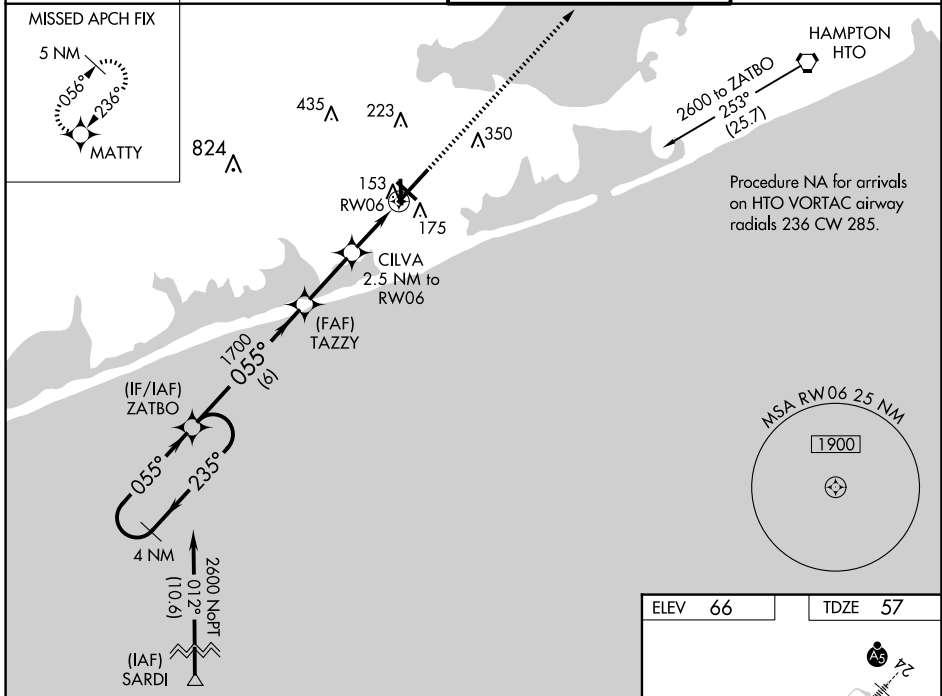 MISSED APCH FIX
5 NM
056°
236°
MATTY
HAMPTON
HTO
2600 to ZATBO
253°
(25.7)
435
223
350
824
153
RW06
175
Procedure NA for arrivals
on HTO VORTAC airway
radials 236 CW 285.
CILVA
2.5 NM to
RW06
(FAF)
TAZZY
1700
055°
(6)
(IF/IAF)
ZATBO
055°
235°
4 NM
2600 NoPT
012°
(10.6)
(IAF)
SARDI
MSA RW06 25 NM
1900
ELEV 66
TDZE 57
A5
24